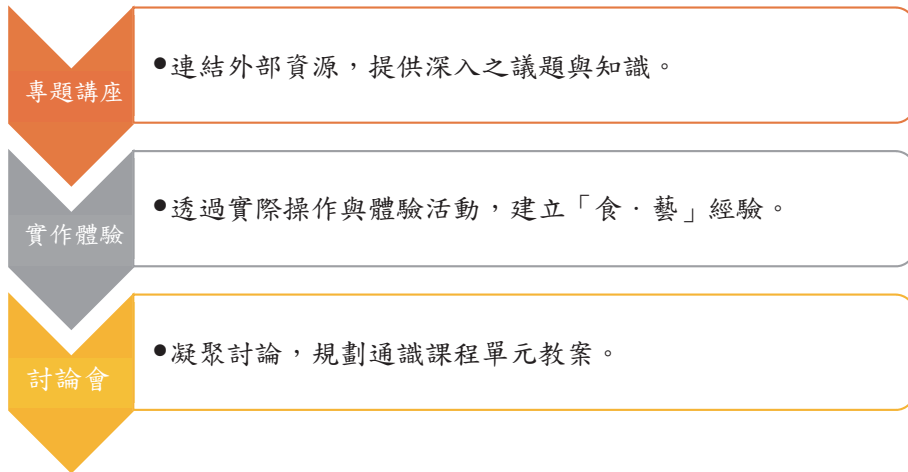 專題講座
●連結外部資源，提供深入之議題與知識。
實作體驗
●透過實際操作與體驗活動，建立「食‧藝」經驗。
討論會
●凝聚討論，規劃通識課程單元教案。